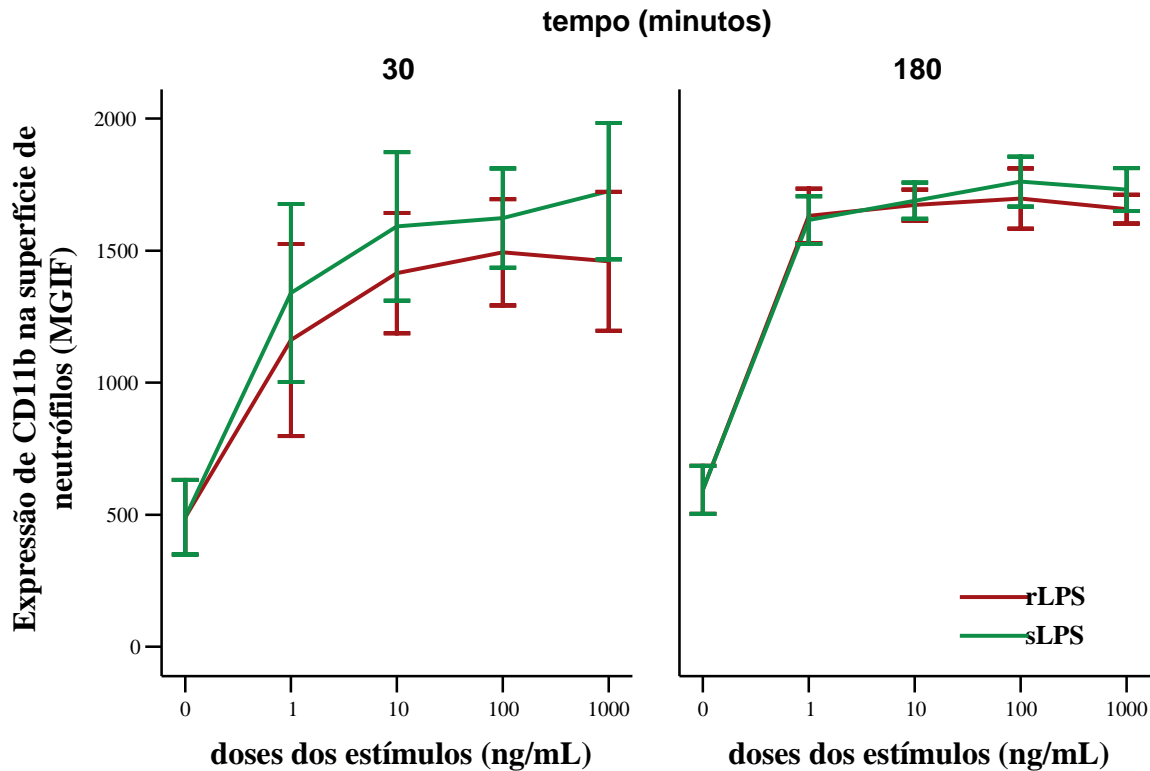 tempo (minutos)
30
180
Expressão de CD11b na superfície de
neutrófilos (MGIF)
2000
1500
1000
500
0
rLPS
sLPS
0 1 10 100 1000
0 1 10 100 1000
doses dos estímulos (ng/mL)
doses dos estímulos (ng/mL)